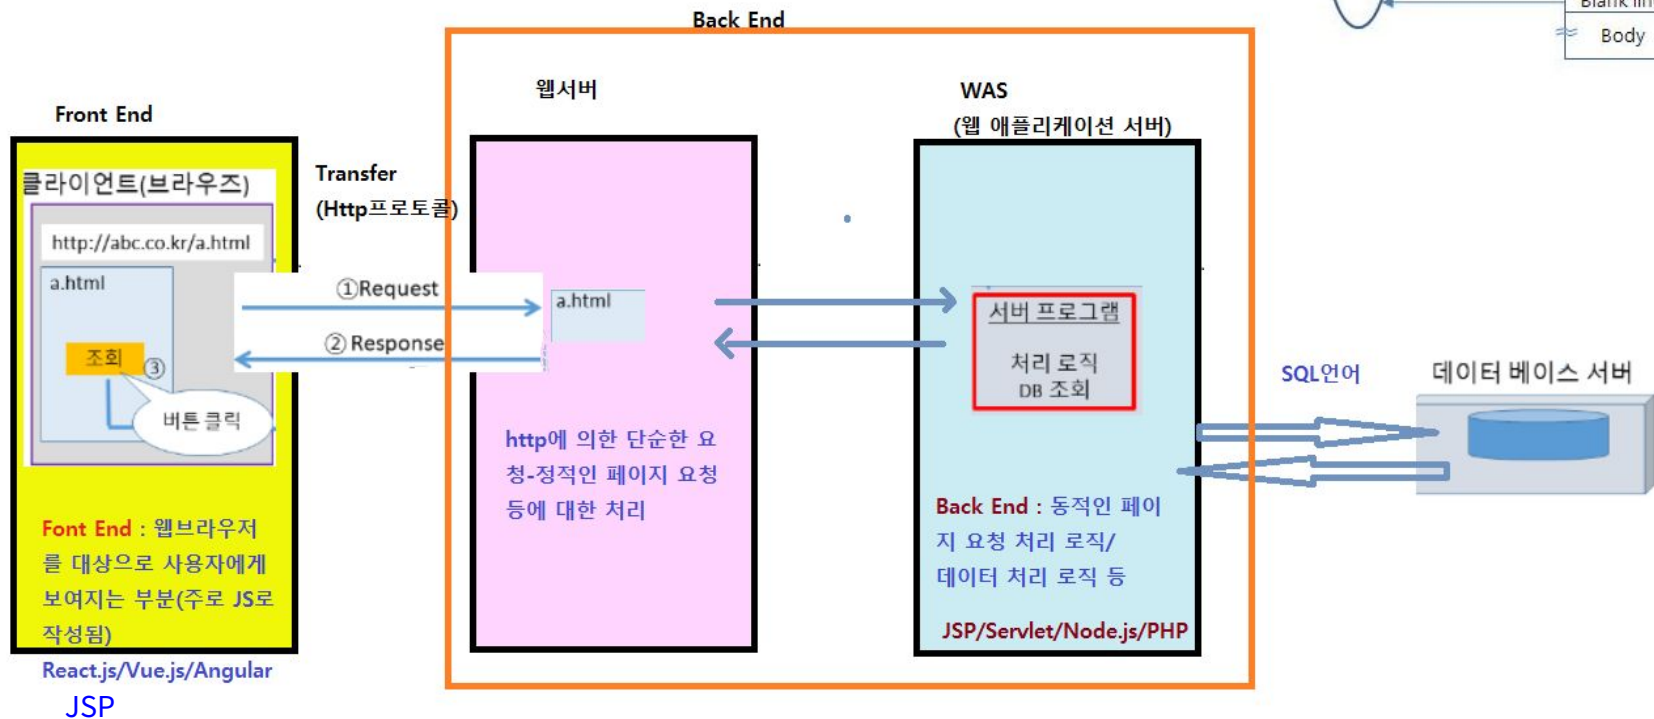 Back End
Blank lin
Body
웹서버
WAS
(웹 애플리케이션 서버)
Front End
클라이언트(브라우즈)
Transfer
(Http프로토콜)
http://abc.co.kr/a.html
a.html
①Request
a.html
② Response
조회
③
버튼 클릭
서버 프로그램
처리 로직
DB 조회
SQL언어
데이터 베이스 서버
http에 의한 단순한 요
청-정적인 페이지 요청
등에 대한 처리
Font End : 웹브라우저
를 대상으로 사용자에게
보여지는 부분(주로 JS로
작성됨)
Back End : 동적인 페이
지 요청 처리 로직/
데이터 처리 로직 등
JSP/Servlet/Node.js/PHP
React.js/Vue.js/Angular
JSP